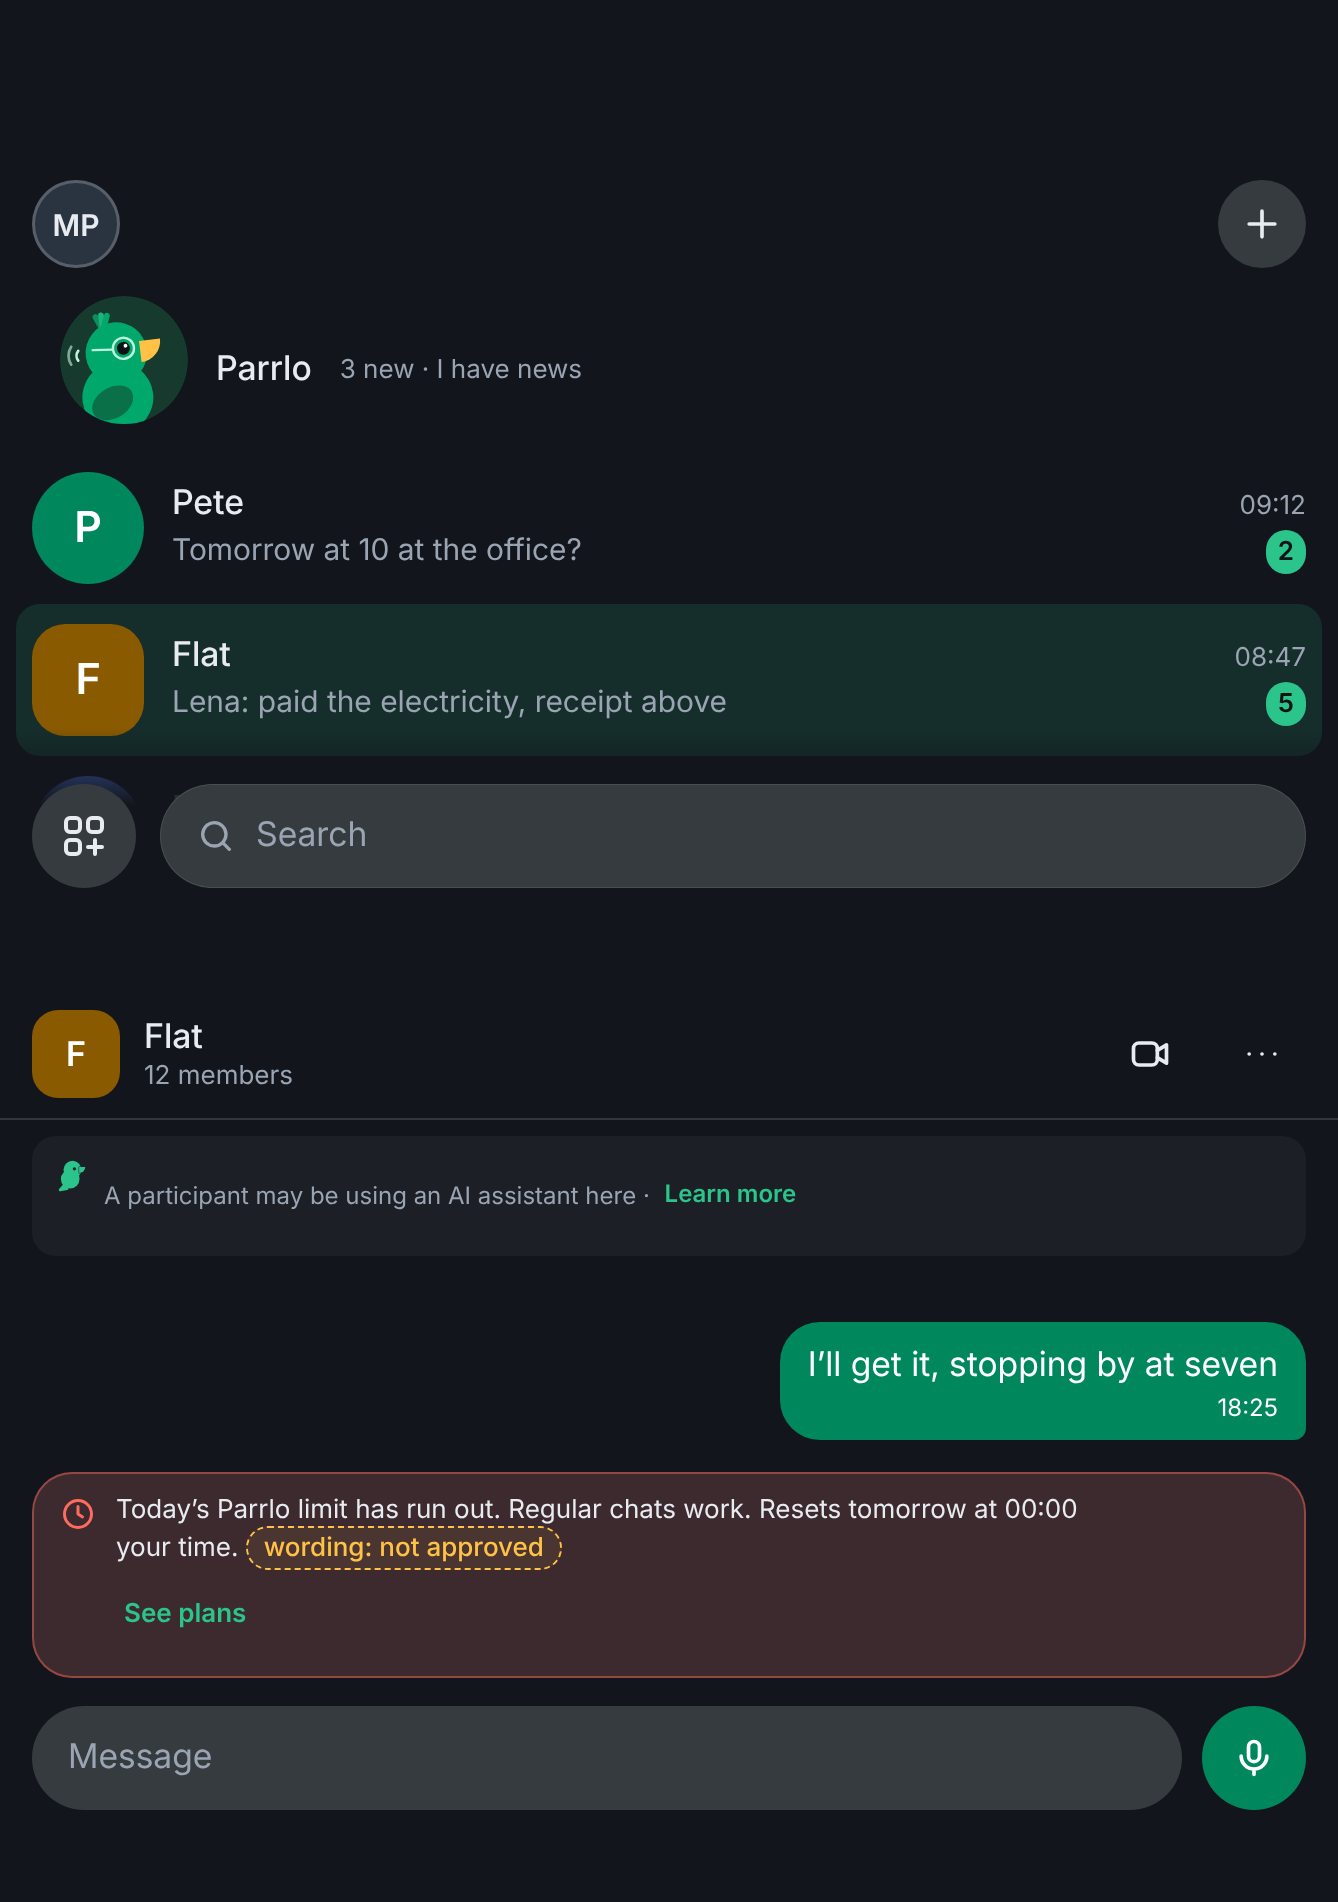 MP
Parrlo 3 new · I have news
P
Pete
09:12
Tomorrow at 10 at the office?
2
F
Flat
08:47
Lena: paid the electricity, receipt above
5
Search
F
Flat
12 members
A participant may be using an AI assistant here · Learn more
I’ll get it, stopping by at seven
18:25
Today’s Parrlo limit has run out. Regular chats work. Resets tomorrow at 00:00
your time. wording: not approved
See plans
Message